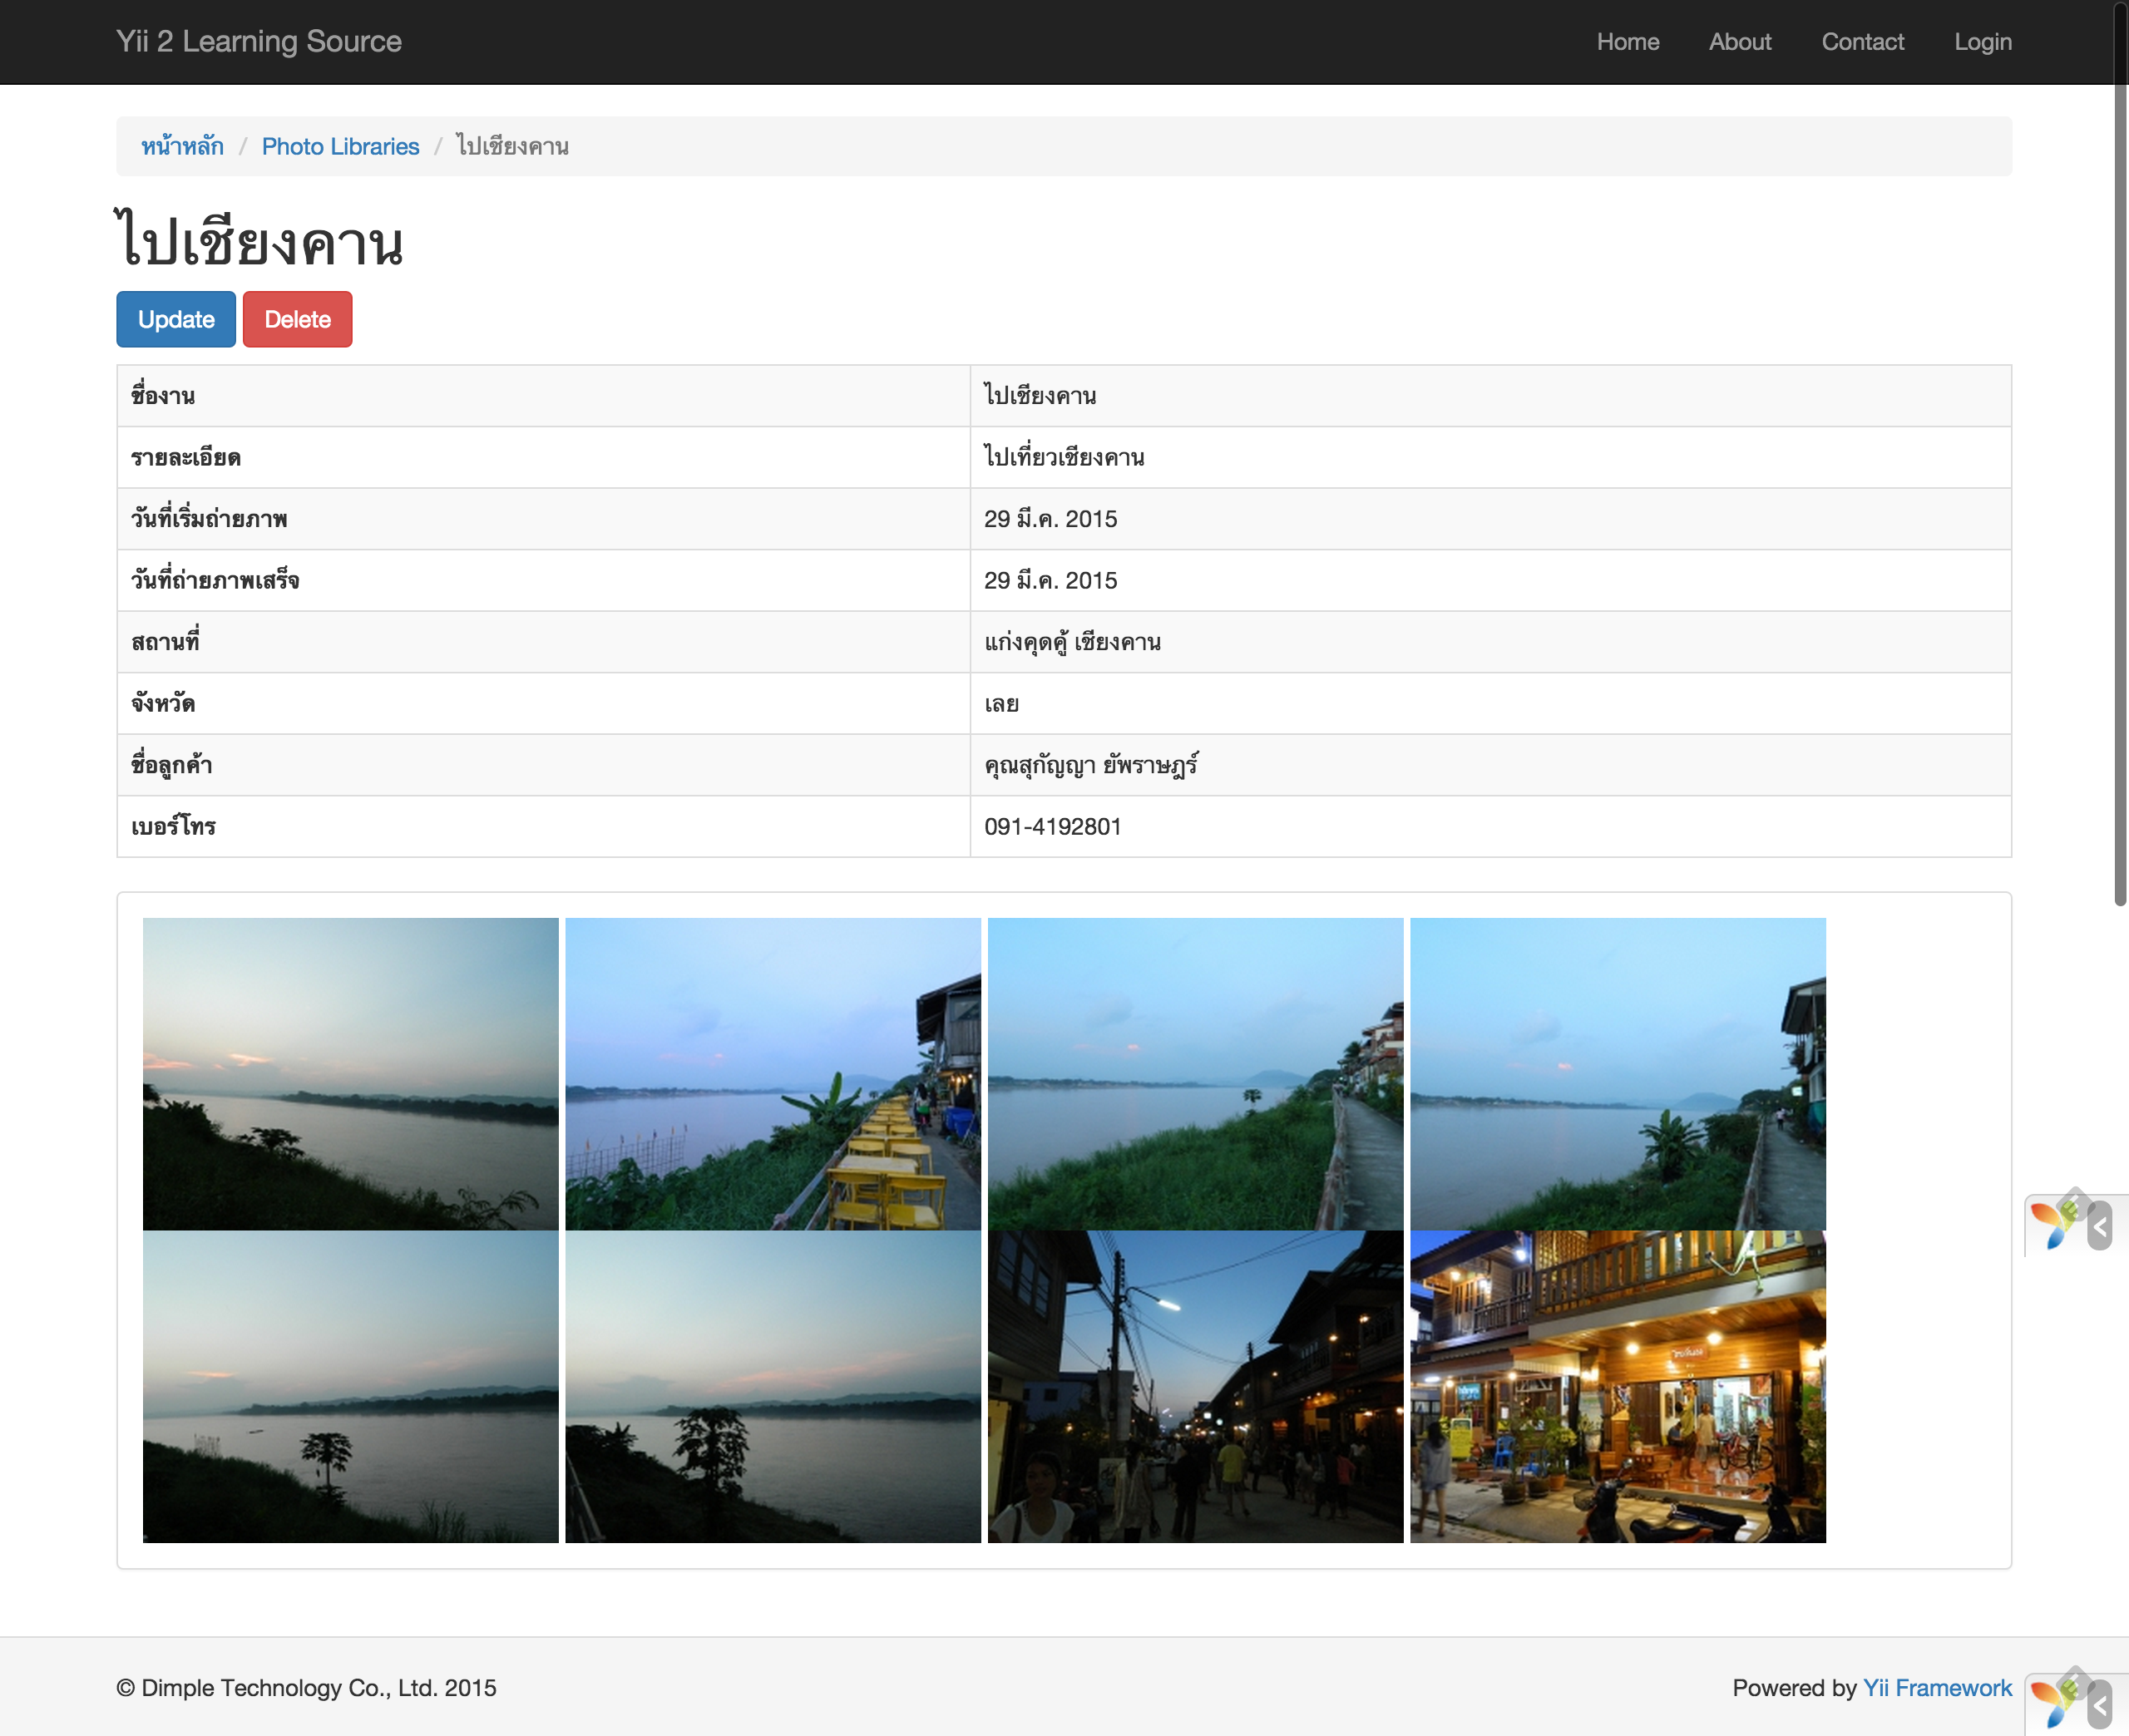 Yii 2 Learning Source Home About Contact Login
หน้าหลัก / Photo Libraries / ไปเชียงคาน
ไปเชียงคาน
Update Delete
ชื่องาน ไปเชียงคาน
รายละเอียด ไปเที่ยวเชียงคาน
วันที่เริ่มถ่ายภาพ 29 มี.ค. 2015
วันที่ถ่ายภาพเสร็จ 29 มี.ค. 2015
สถานที่ แก่งคุดคู้ เชียงคาน
จังหวัด เลย
ชื่อลูกค้า คุณสุกัญญา ยัพราษฎร์
เบอร์โทร 091-4192801
© Dimple Technology Co., Ltd. 2015 Powered by Yii Framework